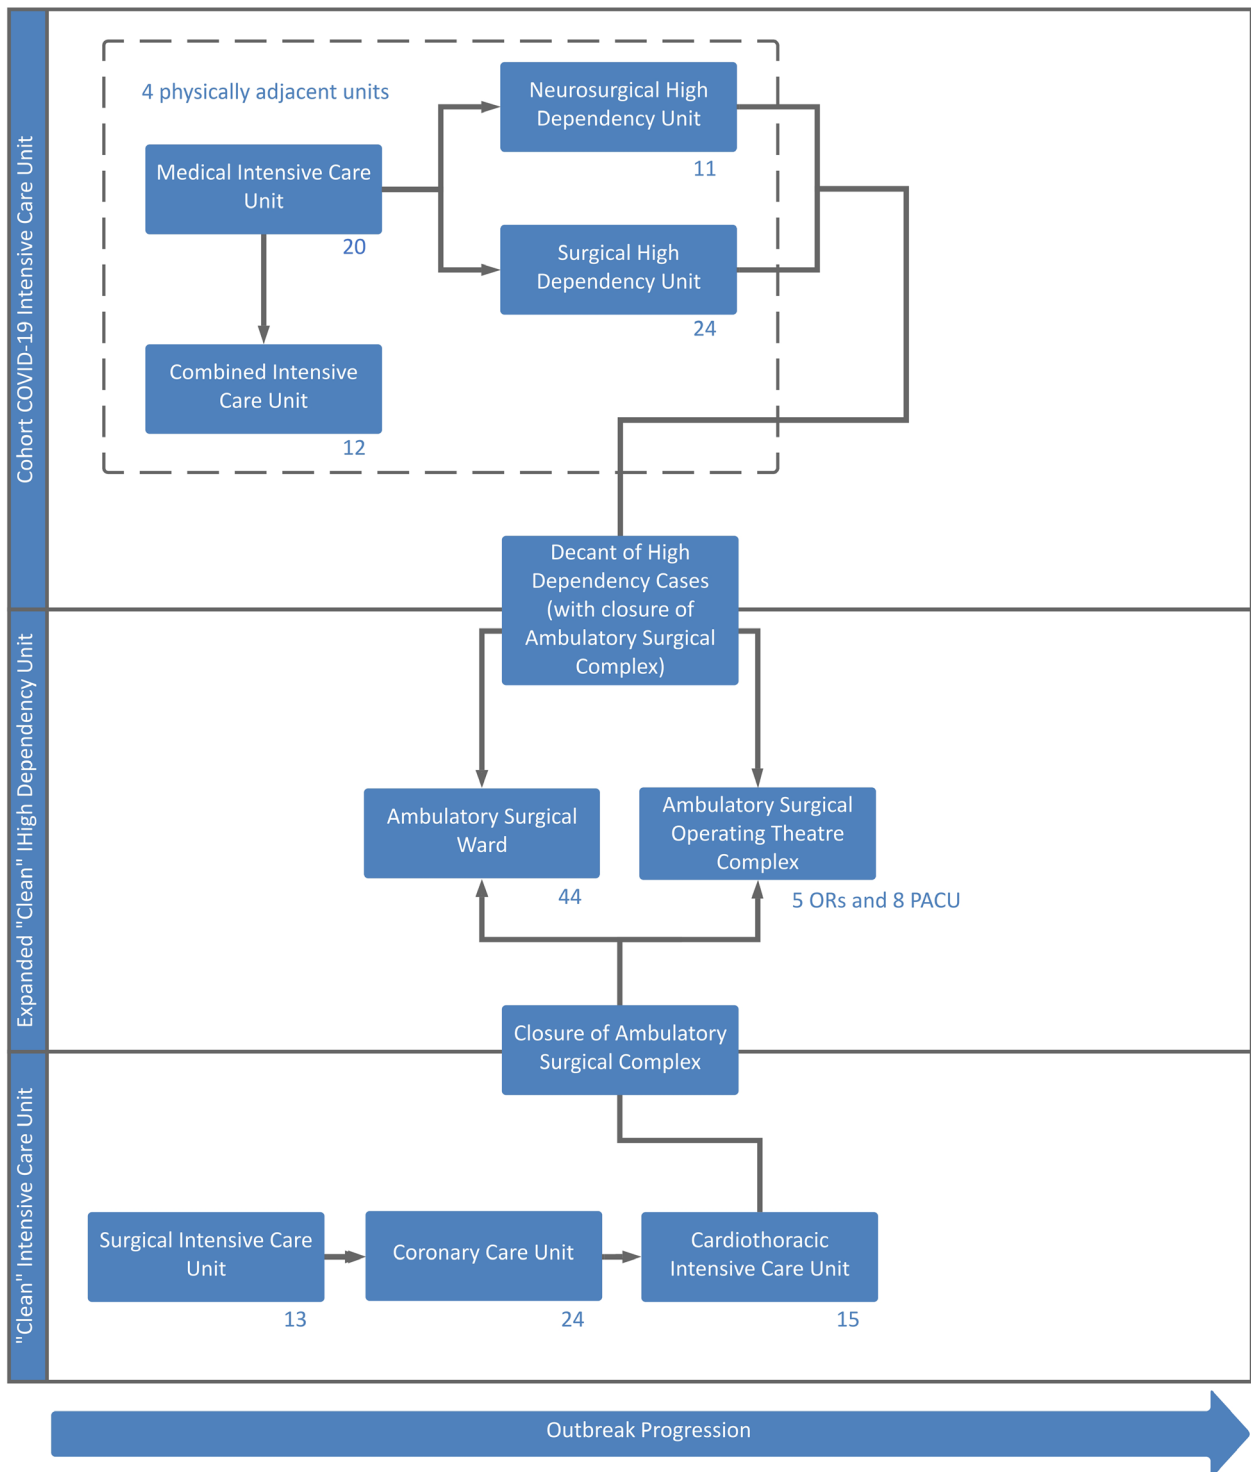 Cohort COVID-19 Intensive Care Unit
4 physically adjacent units
Neurosurgical High
Dependency Unit
11
Medical Intensive Care
Unit
20
Surgical High
Dependency Unit
24
Combined Intensive
Care Unit
12
Decant of High
Dependency Cases
(with closure of
Ambulatory Surgical
Complex)
Expanded "Clean" IHigh Dependency Unit
Ambulatory Surgical
Ward
44
Ambulatory Surgical
Operating Theatre
Complex
5 ORs and 8 PACU
Closure of Ambulatory
Surgical Complex
"Clean" Intensive Care Unit
Surgical Intensive Care
Unit
13
Coronary Care Unit
24
Cardiothoracic
Intensive Care Unit
15
Outbreak Progression